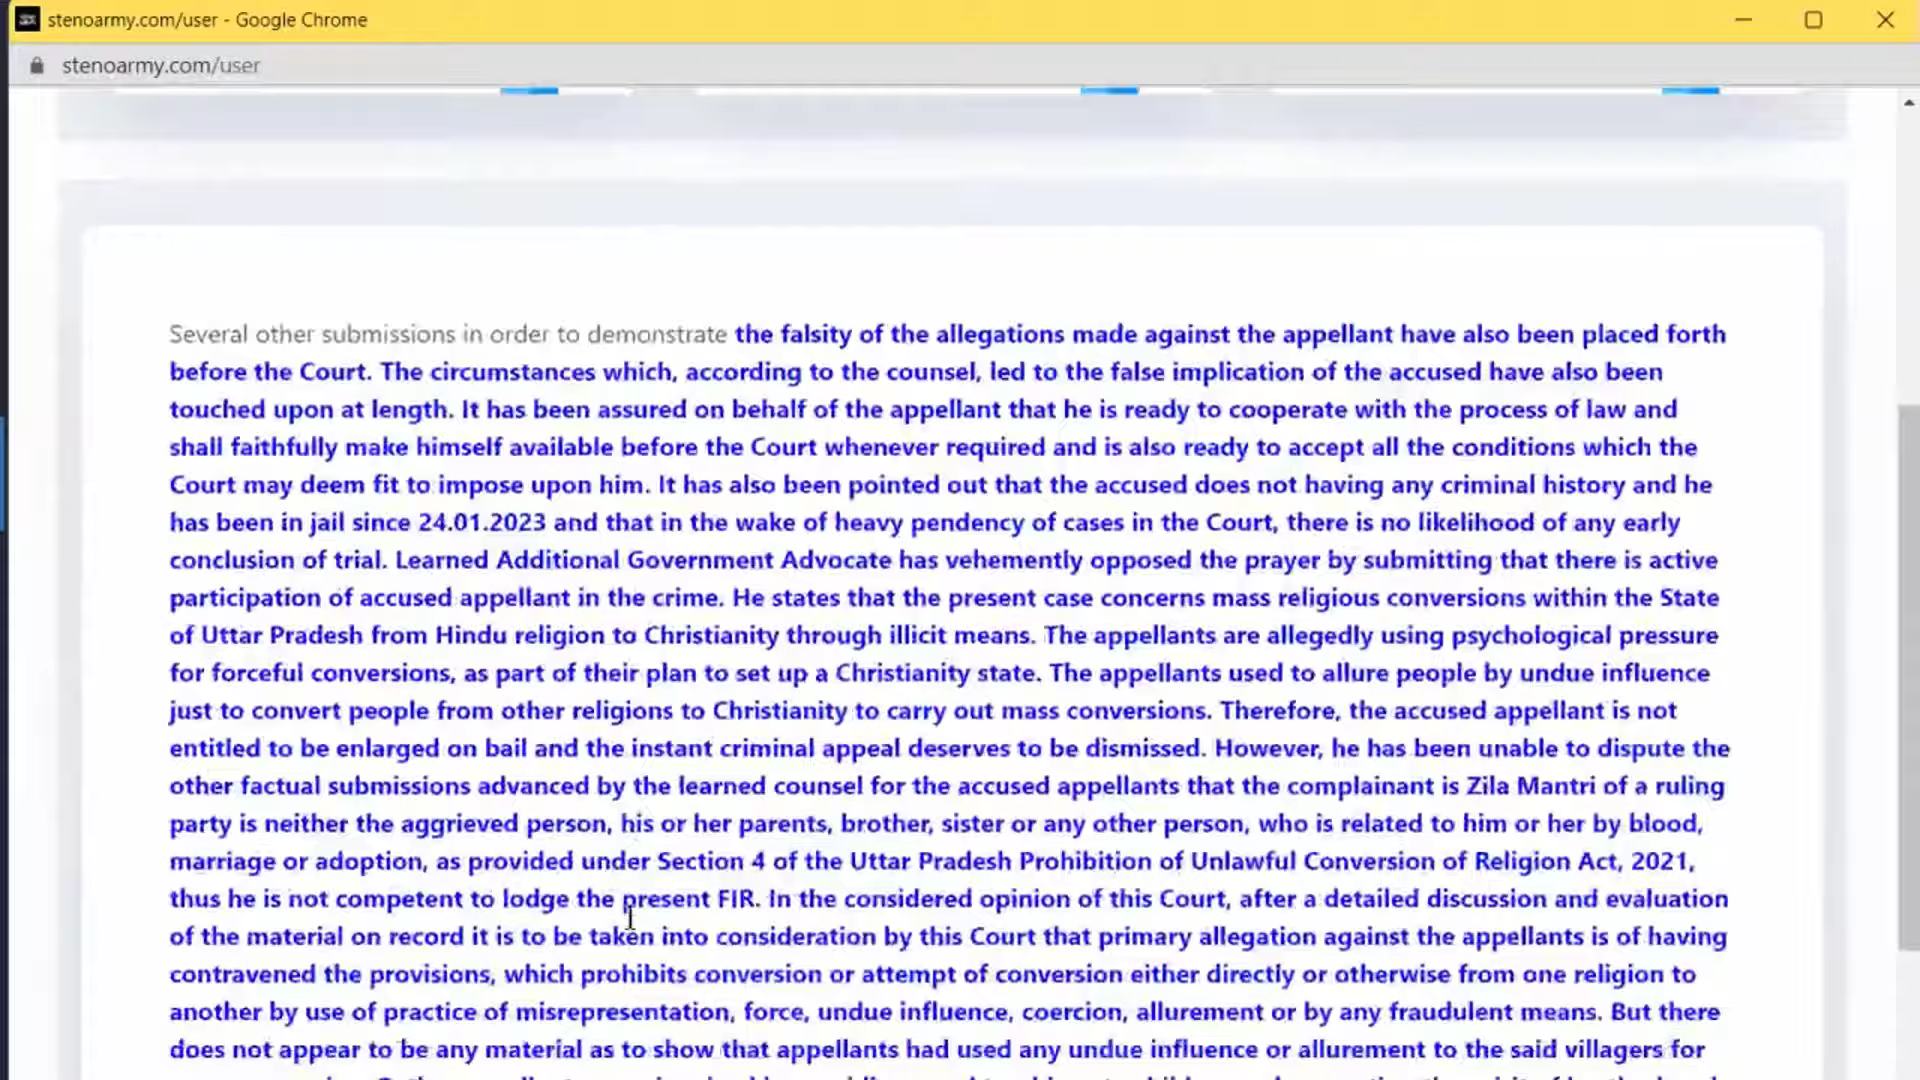 stenoarmy.com/user - Google Chrome
stenoarmy.com/user
Several other submissions in order to demonstrate the falsity of the allegations made against the appellant have also been placed forth
before the Court. The circumstances which, according to the counsel, led to the false implication of the accused have also been
touched upon at length. It has been assured on behalf of the appellant that he is ready to cooperate with the process of law and
shall faithfully make himself available before the Court whenever required and is also ready to accept all the conditions which the
Court may deem fit to impose upon him. It has also been pointed out that the accused does not having any criminal history and he
has been in jail since 24.01.2023 and that in the wake of heavy pendency of cases in the Court, there is no likelihood of any early
conclusion of trial. Learned Additional Government Advocate has vehemently opposed the prayer by submitting that there is active
participation of accused appellant in the crime. He states that the present case concerns mass religious conversions within the State
of Uttar Pradesh from Hindu religion to Christianity through illicit means. The appellants are allegedly using psychological pressure
for forceful conversions, as part of their plan to set up a Christianity state. The appellants used to allure people by undue influence
just to convert people from other religions to Christianity to carry out mass conversions. Therefore, the accused appellant is not
entitled to be enlarged on bail and the instant criminal appeal deserves to be dismissed. However, he has been unable to dispute the
other factual submissions advanced by the learned counsel for the accused appellants that the complainant is Zila Mantri of a ruling
party is neither the aggrieved person, his or her parents, brother, sister or any other person, who is related to him or her by blood,
marriage or adoption, as provided under Section 4 of the Uttar Pradesh Prohibition of Unlawful Conversion of Religion Act, 2021,
thus he is not competent to lodge the present FIR. In the considered opinion of this Court, after a detailed discussion and evaluation
of the material on record it is to be taken into consideration by this Court that primary allegation against the appellants is of having
contravened the provisions, which prohibits conversion or attempt of conversion either directly or otherwise from one religion to
another by use of practice of misrepresentation, force, undue influence, coercion, allurement or by any fraudulent means. But there
does not appear to be any material as to show that appellants had used any undue influence or allurement to the said villagers for